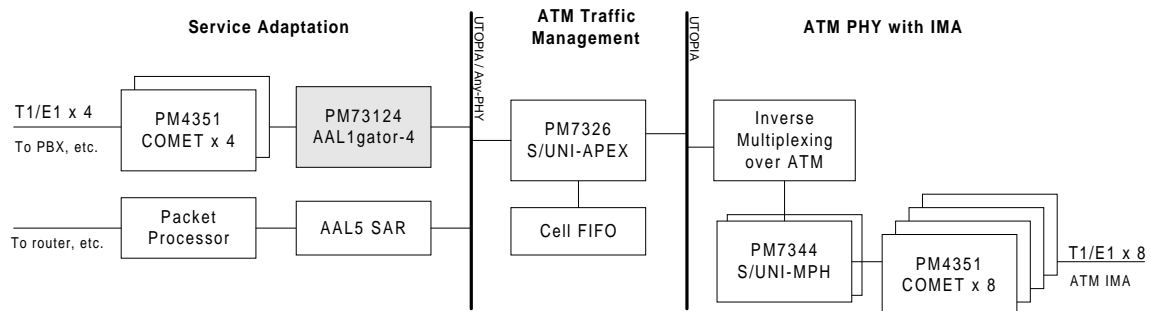 Service Adaptation
ATM Traffic
Management
ATM PHY with IMA
UTOPIA / Any-PHY
UTOPIA
T1/E1 x 4
To PBX, etc.
PM4351
COMET x 4
PM73124
AAL1gator-4
PM7326
S/UNI-APEX
Inverse
Multiplexing
over ATM
To router, etc.
Packet
Processor
AAL5 SAR
Cell FIFO
PM7344
S/UNI-MPH
PM4351
COMET x 8
T1/E1 x 8
ATM IMA